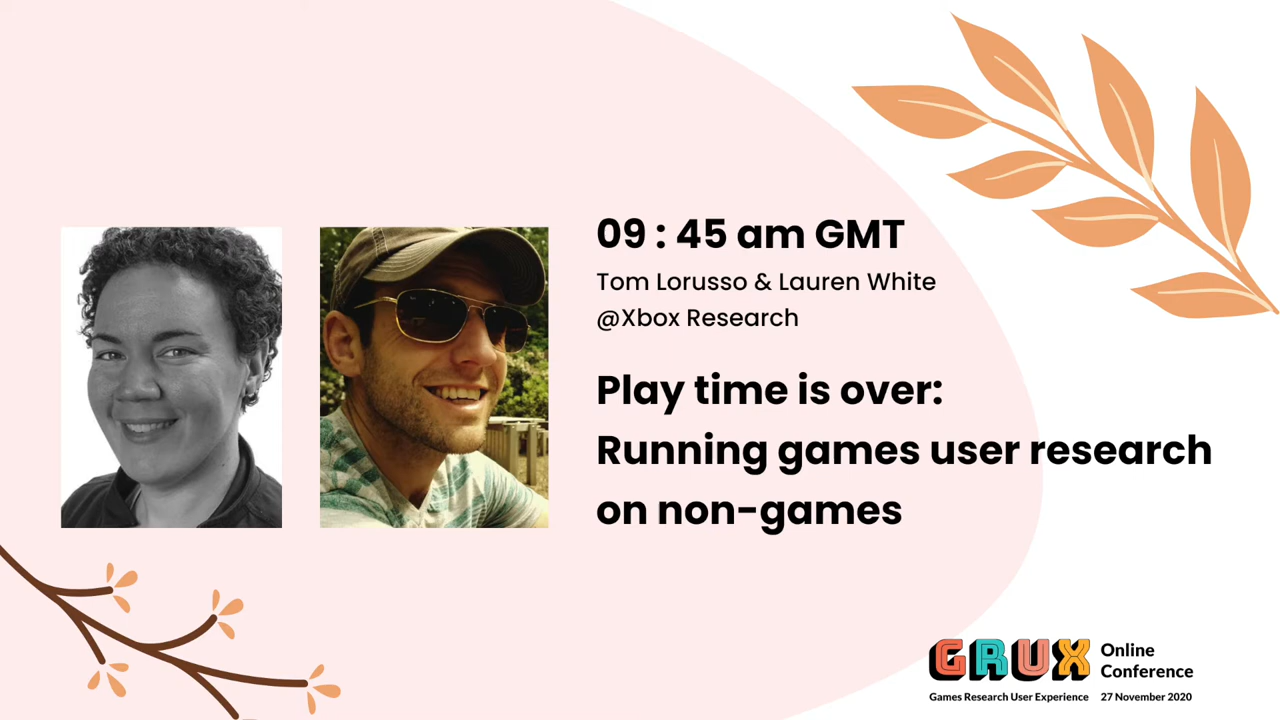 09 : 45 am GMT
Tom Lorusso & Lauren White
@Xbox Research
Play time is over:
Running games user research
on non-games
GRUX
Online
Conference
Games Research User Experience
27 November 2020